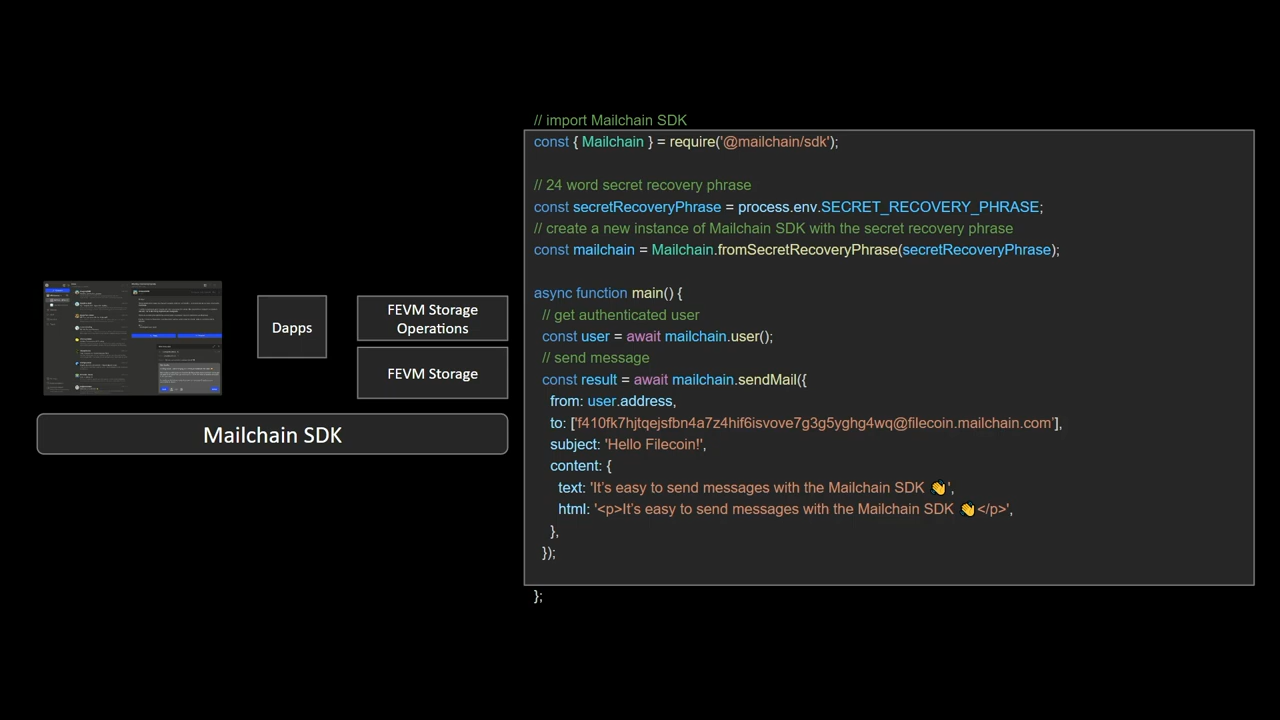 Dapps
FEVM Storage
Operations
FEVM Storage
Mailchain SDK
// import Mailchain SDK
const { Mailchain } = require('@mailchain/sdk');
// 24 word secret recovery phrase
const secretRecoveryPhrase = process.env.SECRET_RECOVERY_PHRASE;
// create a new instance of Mailchain SDK with the secret recovery phrase
const mailchain = Mailchain.fromSecretRecoveryPhrase(secretRecoveryPhrase);
async function main() {
// get authenticated user
const user = await mailchain.user();
// send message
const result = await mailchain.sendMail({
from: user.address,
to: ['f410fk7hjtqejsfbn4a7z4hif6isvove7g3g5yghg4wq@filecoin.mailchain.com'],
subject: 'Hello Filecoin!',
content: {
text: 'It’s easy to send messages with the Mailchain SDK 👋',
html: '<p>It’s easy to send messages with the Mailchain SDK 👋</p>',
},
});
};